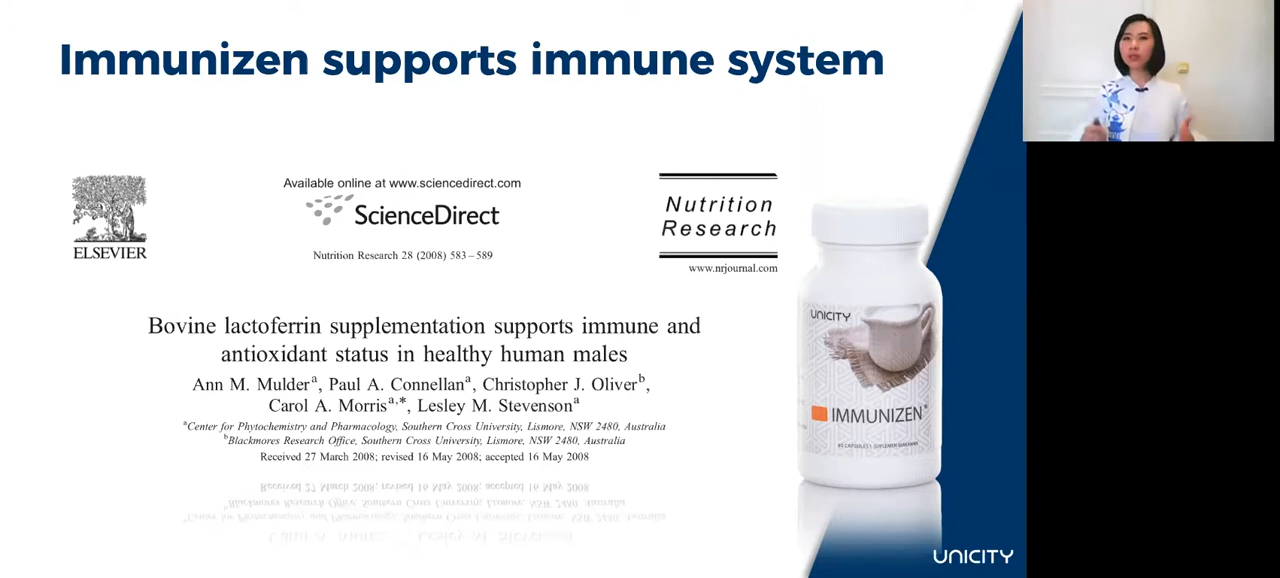 Immunizen supports immune system
ELSEVIER
Available online at www.sciencedirect.com
ScienceDirect
Nutrition Research 28 (2008) 583–589
Nutrition
Research
www.nrjournal.com
Bovine lactoferrin supplementation supports immune and
antioxidant status in healthy human males
Ann M. Mulderᵃ, Paul A. Connellanᵃ, Christopher J. Oliverᵇ,
Carol A. Morrisᵃ,*, Lesley M. Stevensonᵃ
ᵃCenter for Phytochemistry and Pharmacology, Southern Cross University, Lismore, NSW 2480, Australia
ᵇBlackmores Research Office, Southern Cross University, Lismore, NSW 2480, Australia
Received 27 March 2008; revised 16 May 2008; accepted 16 May 2008
UNICITY
IMMUNIZEN
UNICITY